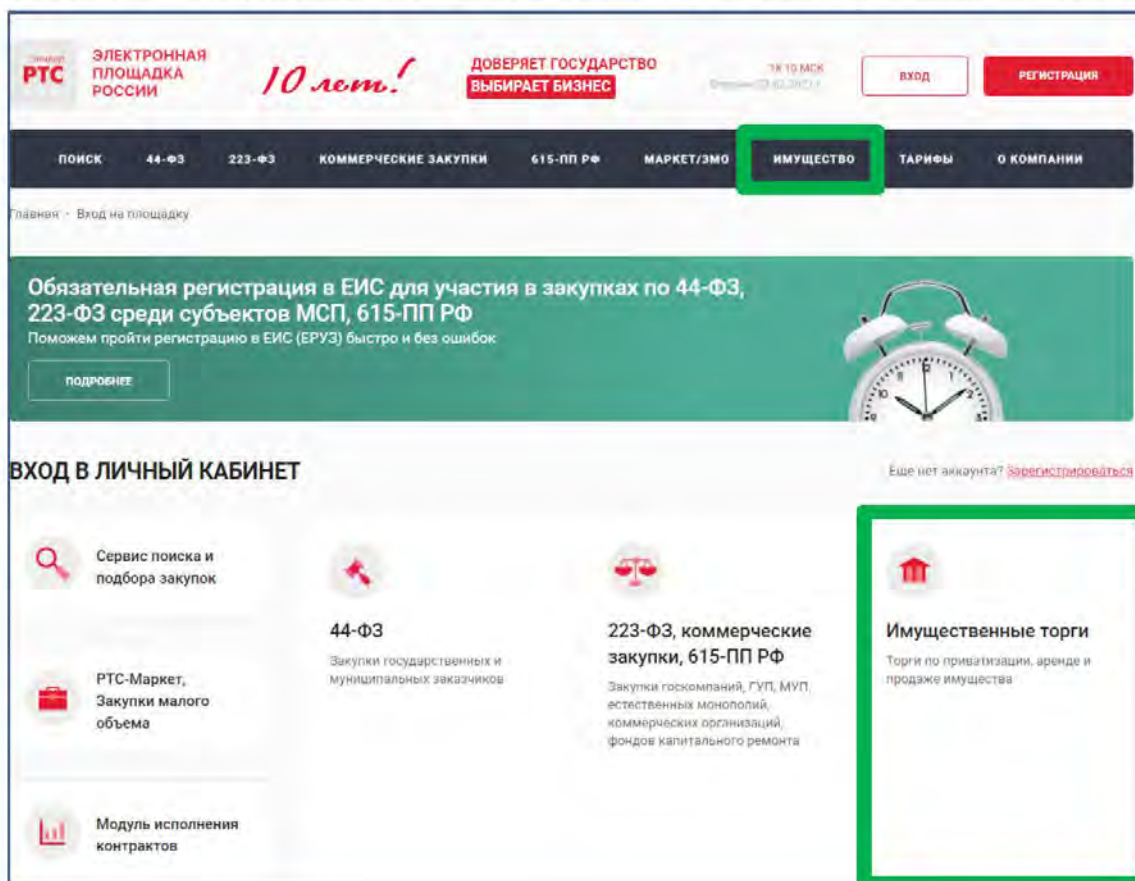 РТС
ЭЛЕКТРОННАЯ
ПЛОЩАДКА
РОССИИ
10 лет!
ДОВЕРЯЕТ ГОСУДАРСТВО
ВЫБИРАЕТ БИЗНЕС
МСК
ВХОД
РЕГИСТРАЦИЯ
ПОИСК 44-ФЗ 223-ФЗ КОММЕРЧЕСКИЕ ЗАКУПКИ 615-ПП РФ МАРКЕТ/ЗМО ИМУЩЕСТВО ТАРИФЫ О КОМПАНИИ
Главная · Вход на площадку
Обязательная регистрация в ЕИС для участия в закупках по 44-ФЗ,
223-ФЗ среди субъектов МСП, 615-ПП РФ
Поможем пройти регистрацию в ЕИС (ЕРУЗ) быстро и без ошибок
ПОДРОБНЕЕ
ВХОД В ЛИЧНЫЙ КАБИНЕТ
Еще нет аккаунта? Зарегистрироваться
Сервис поиска и
подбора закупок
РТС-Маркет,
Закупки малого
объема
Модуль исполнения
контрактов
44-ФЗ
Закупки государственных и
муниципальных заказчиков
223-ФЗ, коммерческие
закупки, 615-ПП РФ
Закупки госкомпаний, ГУП, МУП,
естественных монополий,
коммерческих организаций,
фондов капитального ремонта
Имущественные торги
Торги по приватизации, аренде и
продаже имущества